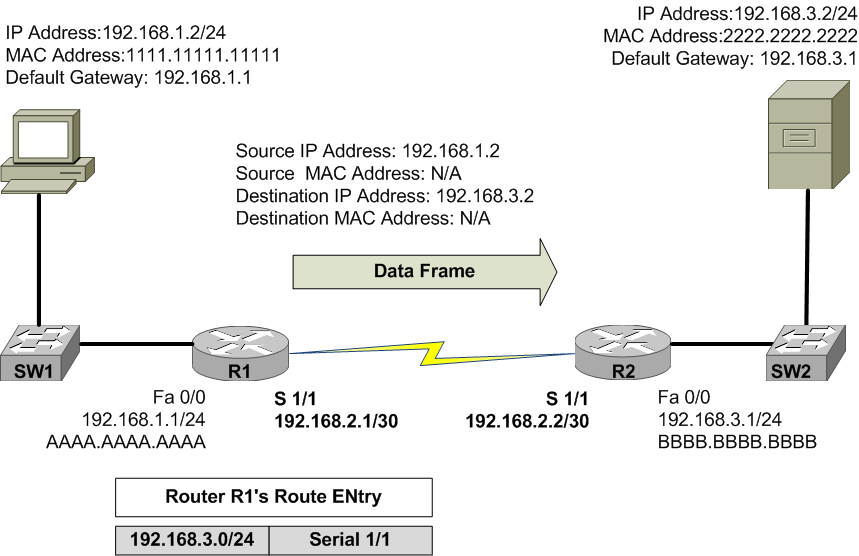 IP Address:192.168.1.2/24
MAC Address:1111.11111.11111
Default Gateway: 192.168.1.1
IP Address:192.168.3.2/24
MAC Address:2222.2222.2222
Default Gateway: 192.168.3.1
Source IP Address: 192.168.1.2
Source  MAC Address: N/A
Destination IP Address: 192.168.3.2
Destination MAC Address: N/A
Data Frame
SW1
R1
R2
SW2
Fa 0/0
192.168.1.1/24
AAAA.AAAA.AAAA
S 1/1
192.168.2.1/30
S 1/1
192.168.2.2/30
Fa 0/0
192.168.3.1/24
BBBB.BBBB.BBBB
Router R1's Route ENtry
192.168.3.0/24 Serial 1/1